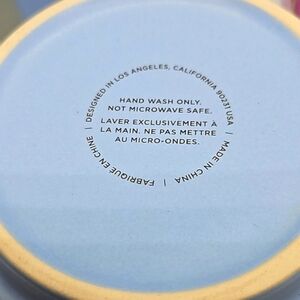 DESIGNED IN LOS ANGELES, CALIFORNIA 90231 USA |
HAND WASH ONLY.
NOT MICROWAVE SAFE.
LAVER EXCLUSIVEMENT À
LA MAIN. NE PAS METTRE
AU MICRO-ONDES.
MADE IN CHINA |
FABRIQUÉ EN CHINE |